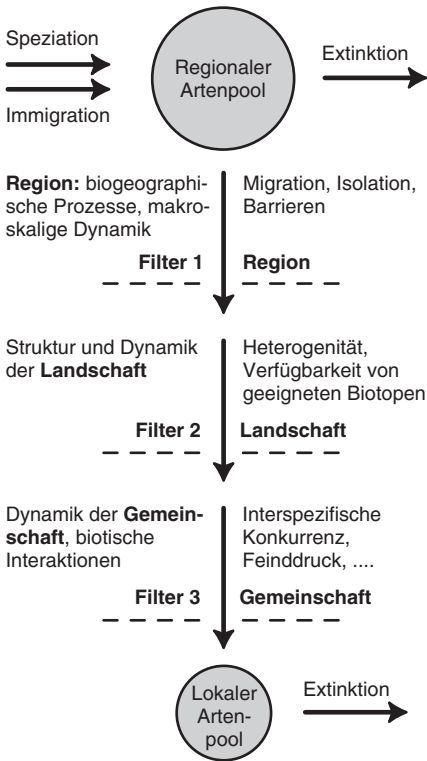 Speziation
Immigration
Regionaler
Artenpool
Extinktion
Region: biogeographi-
sche Prozesse, makro-
skalige Dynamik
Migration, Isolation,
Barrieren
Filter 1 Region
Struktur und Dynamik
der Landschaft
Heterogenität,
Verfügbarkeit von
geeigneten Biotopen
Filter 2 Landschaft
Dynamik der Gemein-
schaft, biotische
Interaktionen
Interspezifische
Konkurrenz,
Feinddruck, ....
Filter 3 Gemeinschaft
Lokaler
Arten-
pool
Extinktion